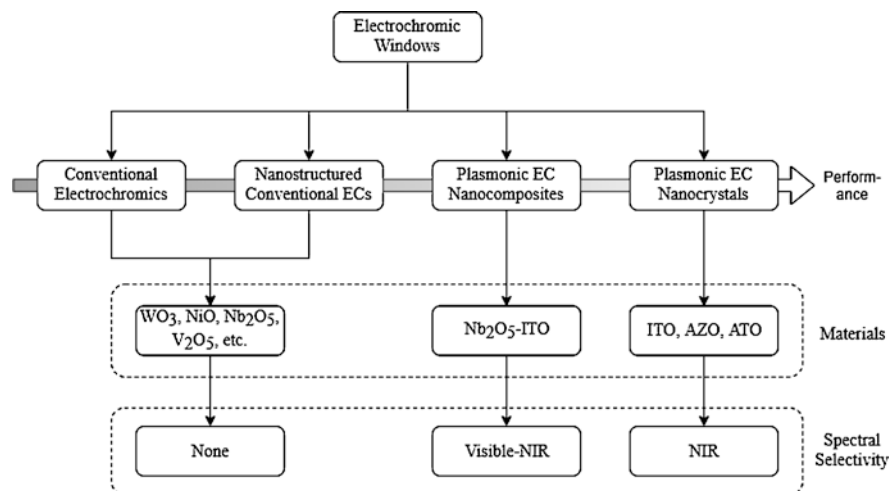 Electrochromic
Windows
Conventional
Electrochromics
Nanostructured
Conventional ECs
Plasmonic EC
Nanocomposites
Plasmonic EC
Nanocrystals
Perform-
ance
WO3, NiO, Nb2O5,
V2O5, etc.
Nb2O5-ITO
ITO, AZO, ATO
Materials
None
Visible-NIR
NIR
Spectral
Selectivity